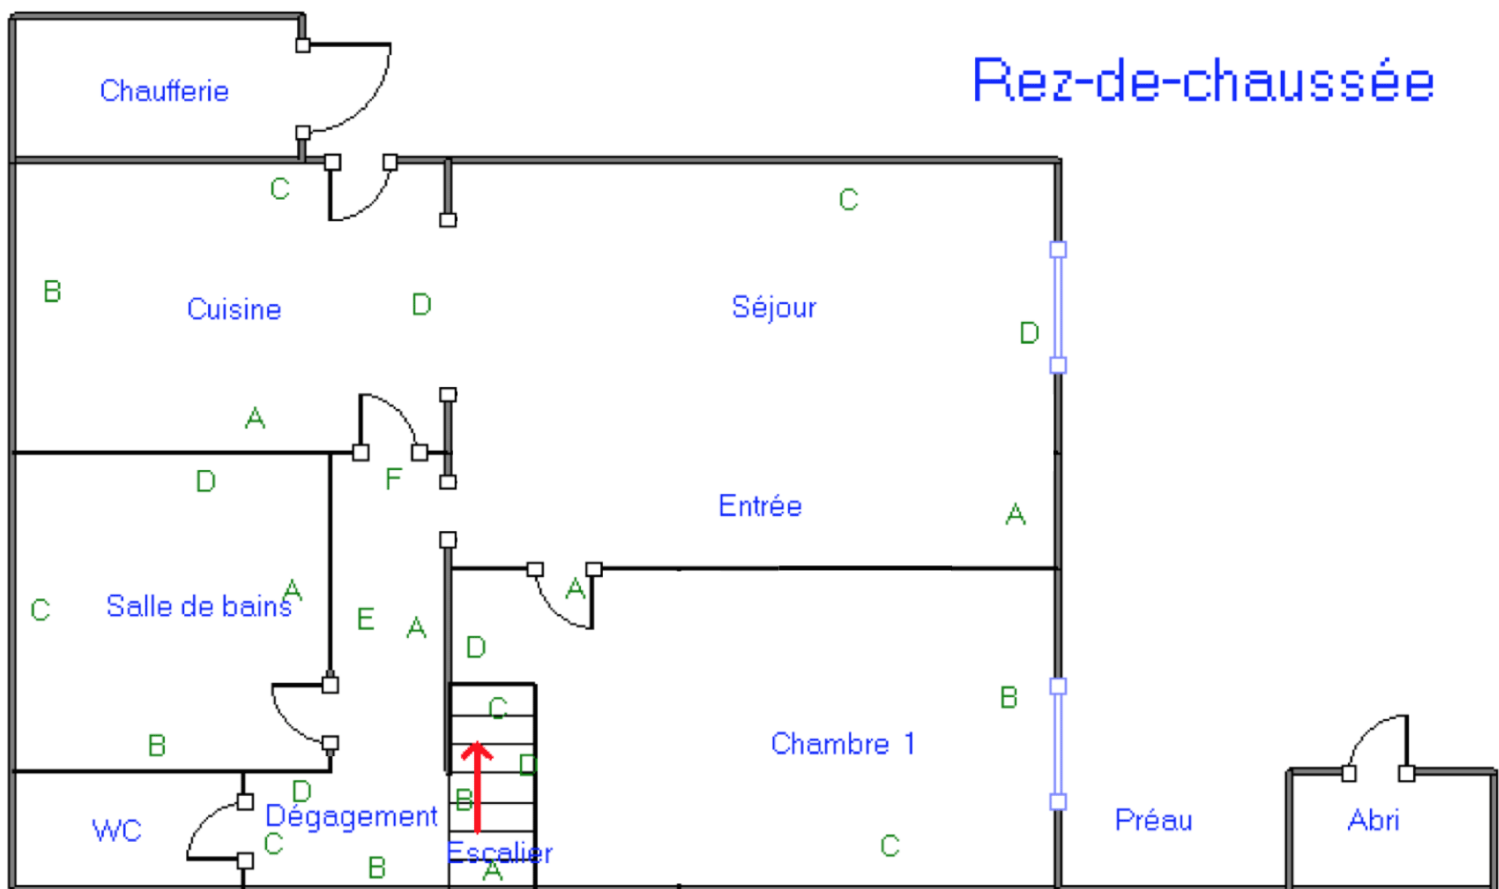 Rez-de-chaussée
Chaufferie
C
C
B
Cuisine
D
Séjour
D
A
D
F
Entrée
A
A
C
Salle de bains
A
E
A
D
B
C
Chambre 1
B
D
D
B
WC
C
Dégagement
B
Escalier
A
C
Préau
Abri